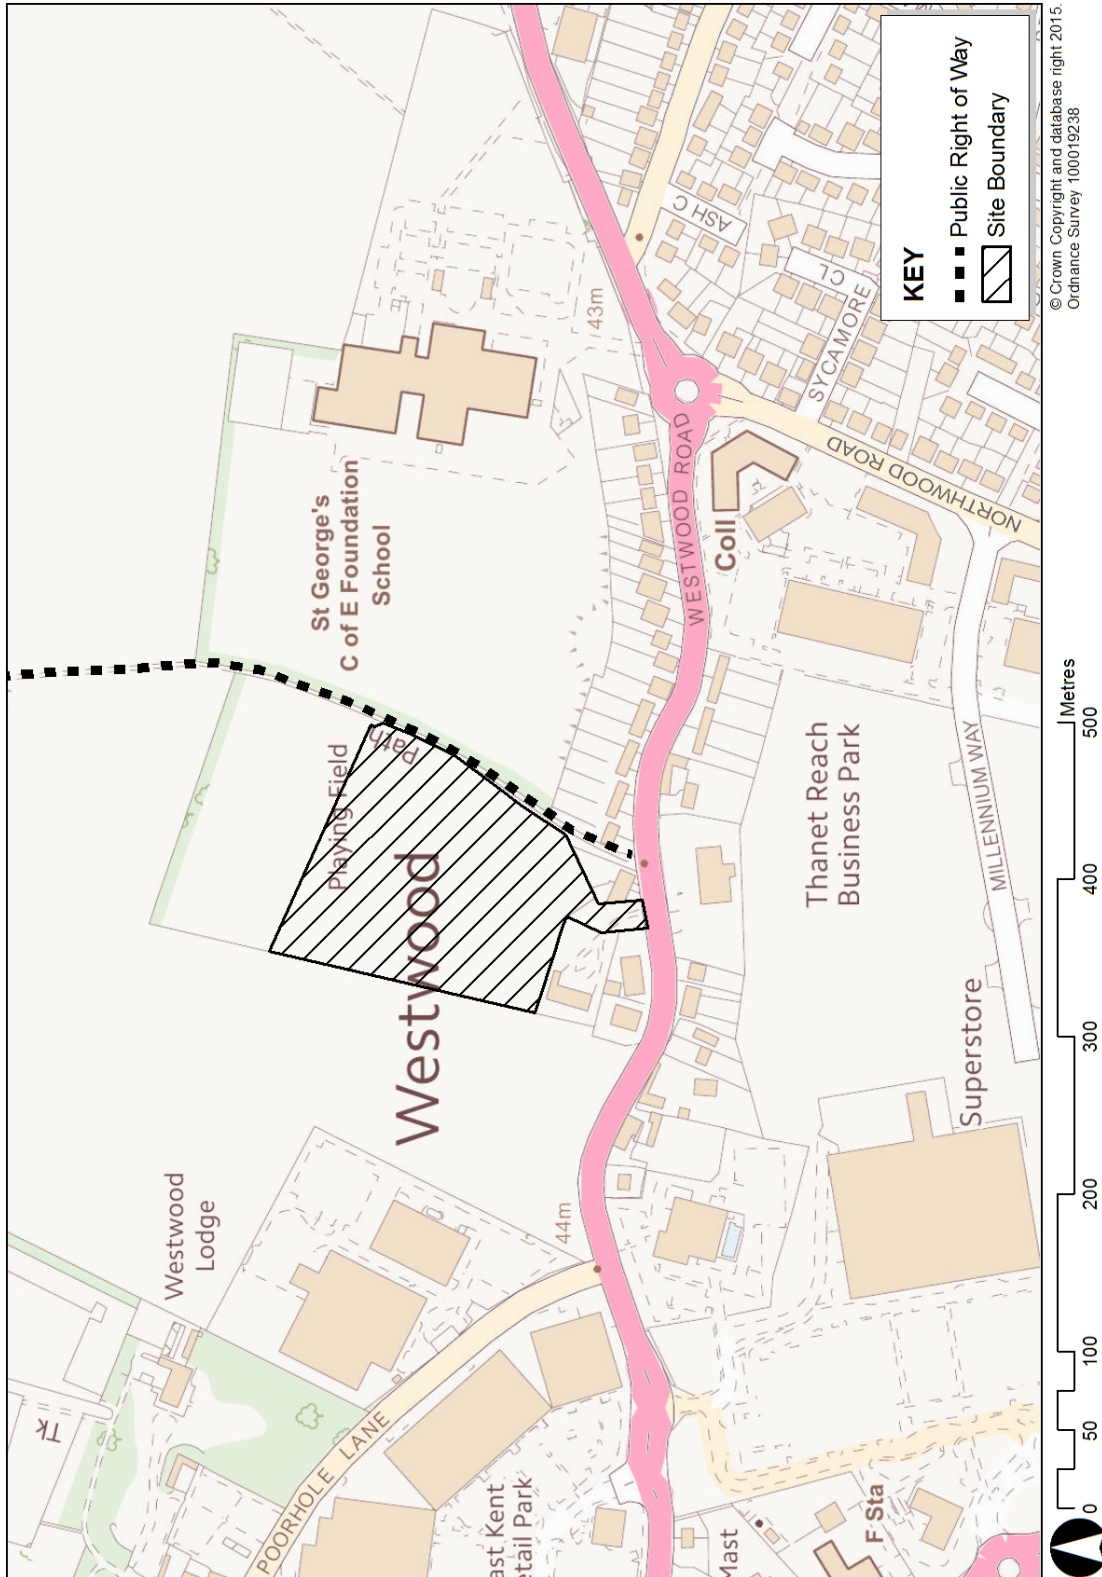 Tk
Westwood
Lodge
POORHOLE LANE
44m
Westwood
Playing Field
Path
St George's
C of E Foundation
School
43m
WESTWOOD ROAD
Coll
ASH C
SYCAMORE
CL
NORTHWOOD ROAD
Thanet Reach
Business Park
MILLENNIUM WAY
Superstore
ast Kent
etail Park
Mast
F Sta
KEY
Public Right of Way
Site Boundary
0 50 100 200 300 400 500
Metres
© Crown Copyright and database right 2015.
Ordnance Survey 100019238